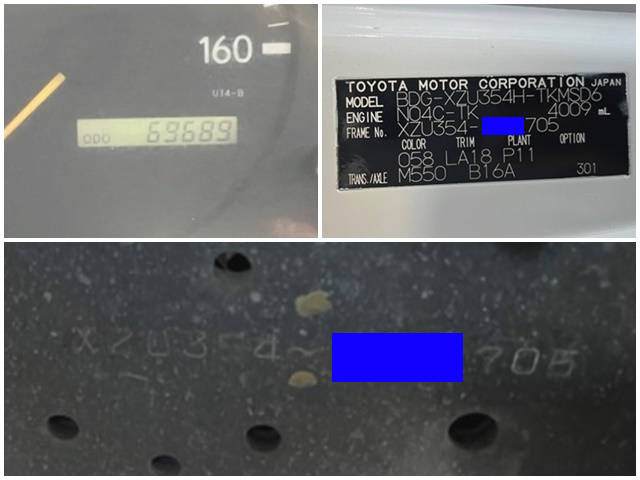 160
U14-B
ODO 69689
TOYOTA MOTOR CORPORATION JAPAN
MODEL BDG-XZU354H-TKMSD6
ENGINE N04C-TK 4009 mL
FRAME No. XZU354- 705
COLOR TRIM PLANT OPTION
058 LA18 P11
TRANS./AXLE M550 B16A 301
XZU354- 705